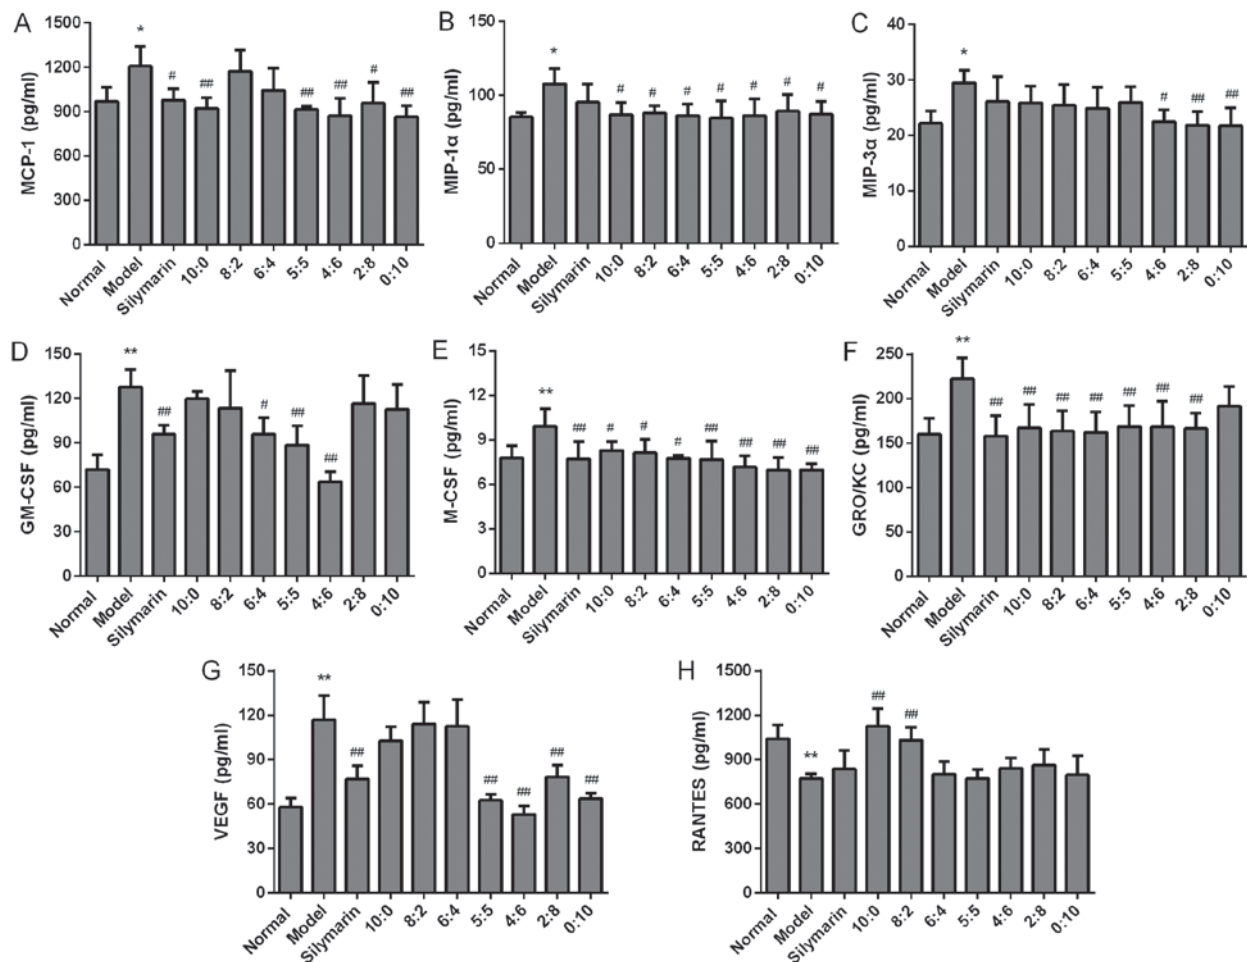 A
MCP-1 (pg/ml)
1500
1200
900
600
300
0
* # ## ## ## # ##
Normal Model Silymarin 10:0 8:2 6:4 5:5 4:6 2:8 0:10
B
MIP-1α (pg/ml)
150
100
50
0
* # # # # # # #
Normal Model Silymarin 10:0 8:2 6:4 5:5 4:6 2:8 0:10
C
MIP-3α (pg/ml)
40
30
20
10
0
* # ## ##
Normal Model Silymarin 10:0 8:2 6:4 5:5 4:6 2:8 0:10
D
GM-CSF (pg/ml)
150
120
90
60
30
0
** ## # ## ##
Normal Model Silymarin 10:0 8:2 6:4 5:5 4:6 2:8 0:10
E
M-CSF (pg/ml)
15
12
9
6
3
0
** ## # # # ## ## ## ##
Normal Model Silymarin 10:0 8:2 6:4 5:5 4:6 2:8 0:10
F
GRO/KC (pg/ml)
250
200
150
100
50
0
** ## ## ## ## ## ## ##
Normal Model Silymarin 10:0 8:2 6:4 5:5 4:6 2:8 0:10
G
VEGF (pg/ml)
150
120
90
60
30
0
** ## ## ## ## ##
Normal Model Silymarin 10:0 8:2 6:4 5:5 4:6 2:8 0:10
H
RANTES (pg/ml)
1500
1200
900
600
300
0
** ## ##
Normal Model Silymarin 10:0 8:2 6:4 5:5 4:6 2:8 0:10